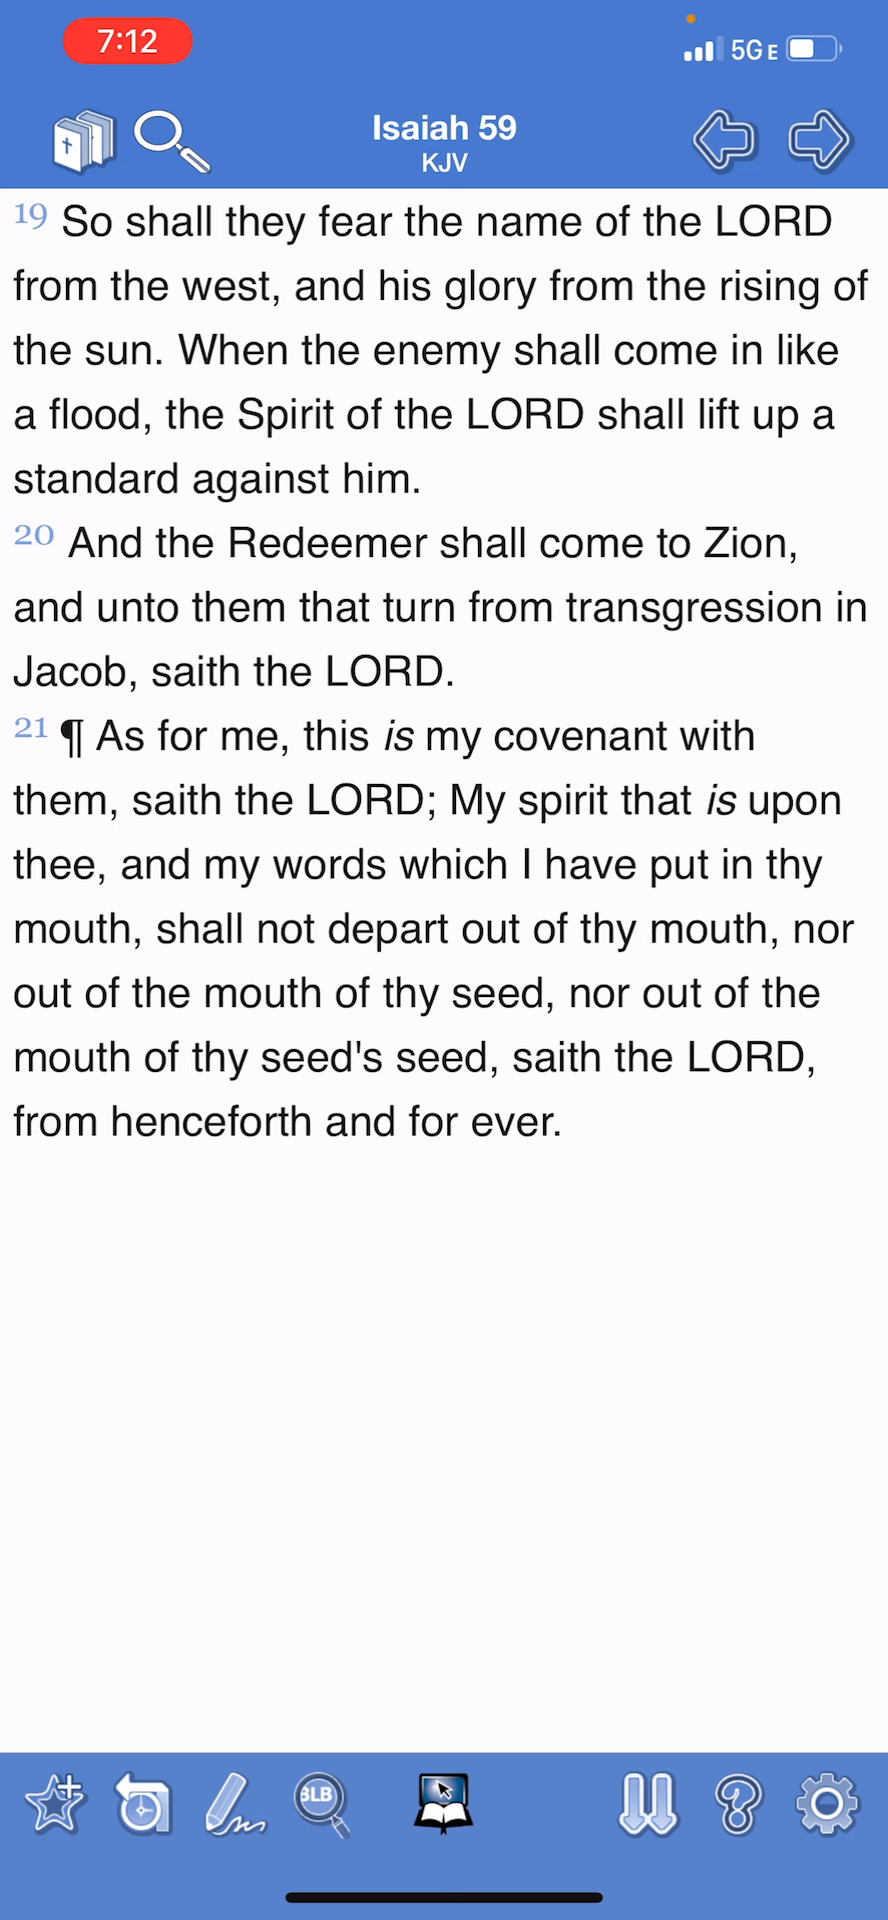 7:12
5GE
Isaiah 59
KJV
19 So shall they fear the name of the LORD
from the west, and his glory from the rising of
the sun. When the enemy shall come in like
a flood, the Spirit of the LORD shall lift up a
standard against him.
20 And the Redeemer shall come to Zion,
and unto them that turn from transgression in
Jacob, saith the LORD.
21 ¶ As for me, this is my covenant with
them, saith the LORD; My spirit that is upon
thee, and my words which I have put in thy
mouth, shall not depart out of thy mouth, nor
out of the mouth of thy seed, nor out of the
mouth of thy seed's seed, saith the LORD,
from henceforth and for ever.
BLB